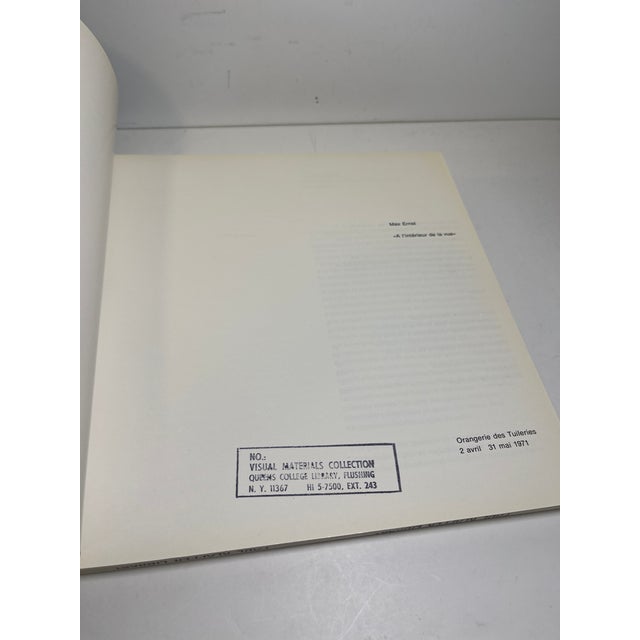 Max Ernst
«A l'intérieur de la vue»
Orangerie des Tuileries
2 avril 31 mai 1971
NO.:
VISUAL MATERIALS COLLECTION
QUEENS COLLEGE LIBRARY, FLUSHING
N. Y. 11367 HI 5-7500, EXT. 243